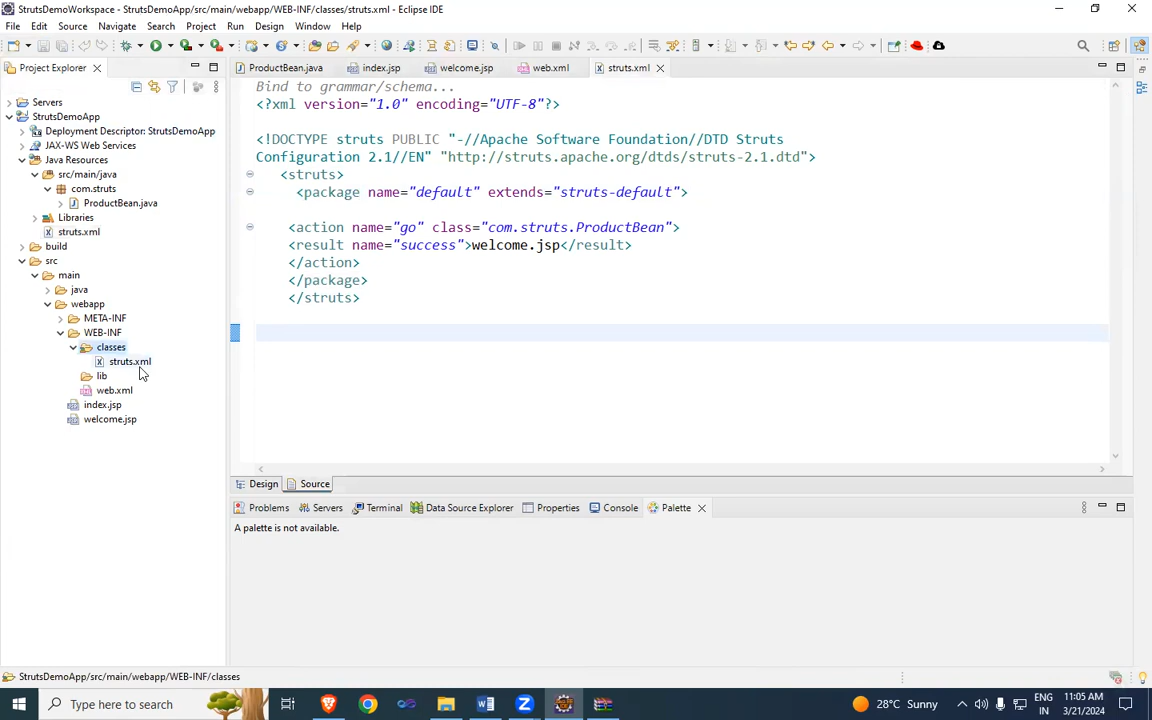 StrutsDemoWorkspace - StrutsDemoApp/src/main/webapp/WEB-INF/classes/struts.xml - Eclipse IDE
File Edit Source Navigate Search Project Run Design Window Help
Project Explorer
ProductBean.java index.jsp welcome.jsp web.xml struts.xml
Servers
StrutsDemoApp
Deployment Descriptor: StrutsDemoApp
JAX-WS Web Services
Java Resources
src/main/java
com.struts
ProductBean.java
Libraries
struts.xml
build
src
main
java
webapp
META-INF
WEB-INF
classes
struts.xml
lib
web.xml
index.jsp
welcome.jsp
Bind to grammar/schema...
<?xml version="1.0" encoding="UTF-8"?>
<!DOCTYPE struts PUBLIC "-//Apache Software Foundation//DTD Struts
Configuration 2.1//EN" "http://struts.apache.org/dtds/struts-2.1.dtd">
<struts>
<package name="default" extends="struts-default">
<action name="go" class="com.struts.ProductBean">
<result name="success">welcome.jsp</result>
</action>
</package>
</struts>
Design Source
Problems Servers Terminal Data Source Explorer Properties Console Palette
A palette is not available.
StrutsDemoApp/src/main/webapp/WEB-INF/classes
Type here to search
28°C Sunny
ENG
IN
11:05 AM
3/21/2024